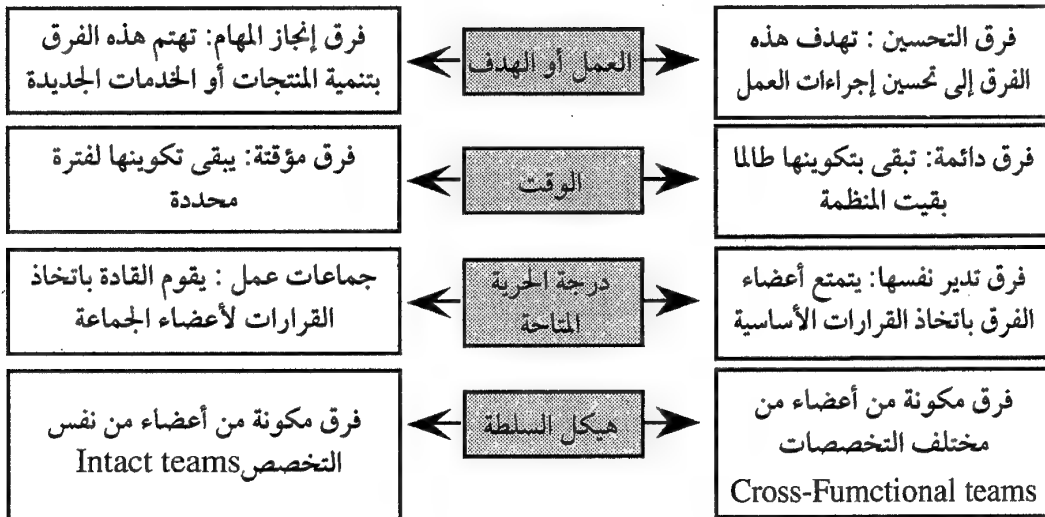 فرق التحسين : تهدف هذه
الفرق إلى تحسين إجراءات العمل
العمل أو الهدف
فرق إنجاز المهام: تهتم هذه الفرق
بتنمية المنتجات أو الخدمات الجديدة
فرق دائمة: تبقى بتكوينها طالما
بقيت المنظمة
الوقت
فرق مؤقتة: يبقى تكوينها لفترة
محددة
فرق تدير نفسها: يتمتع أعضاء
الفرق باتخاذ القرارات الأساسية
درجة الحرية
المتاحة
جماعات عمل : يقوم القادة باتخاذ
القرارات لأعضاء الجماعة
فرق مكونة من أعضاء من
مختلف التخصصات
Cross-Fumctional teams
هيكل السلطة
فرق مكونة من أعضاء من نفس
التخصص Intact teams